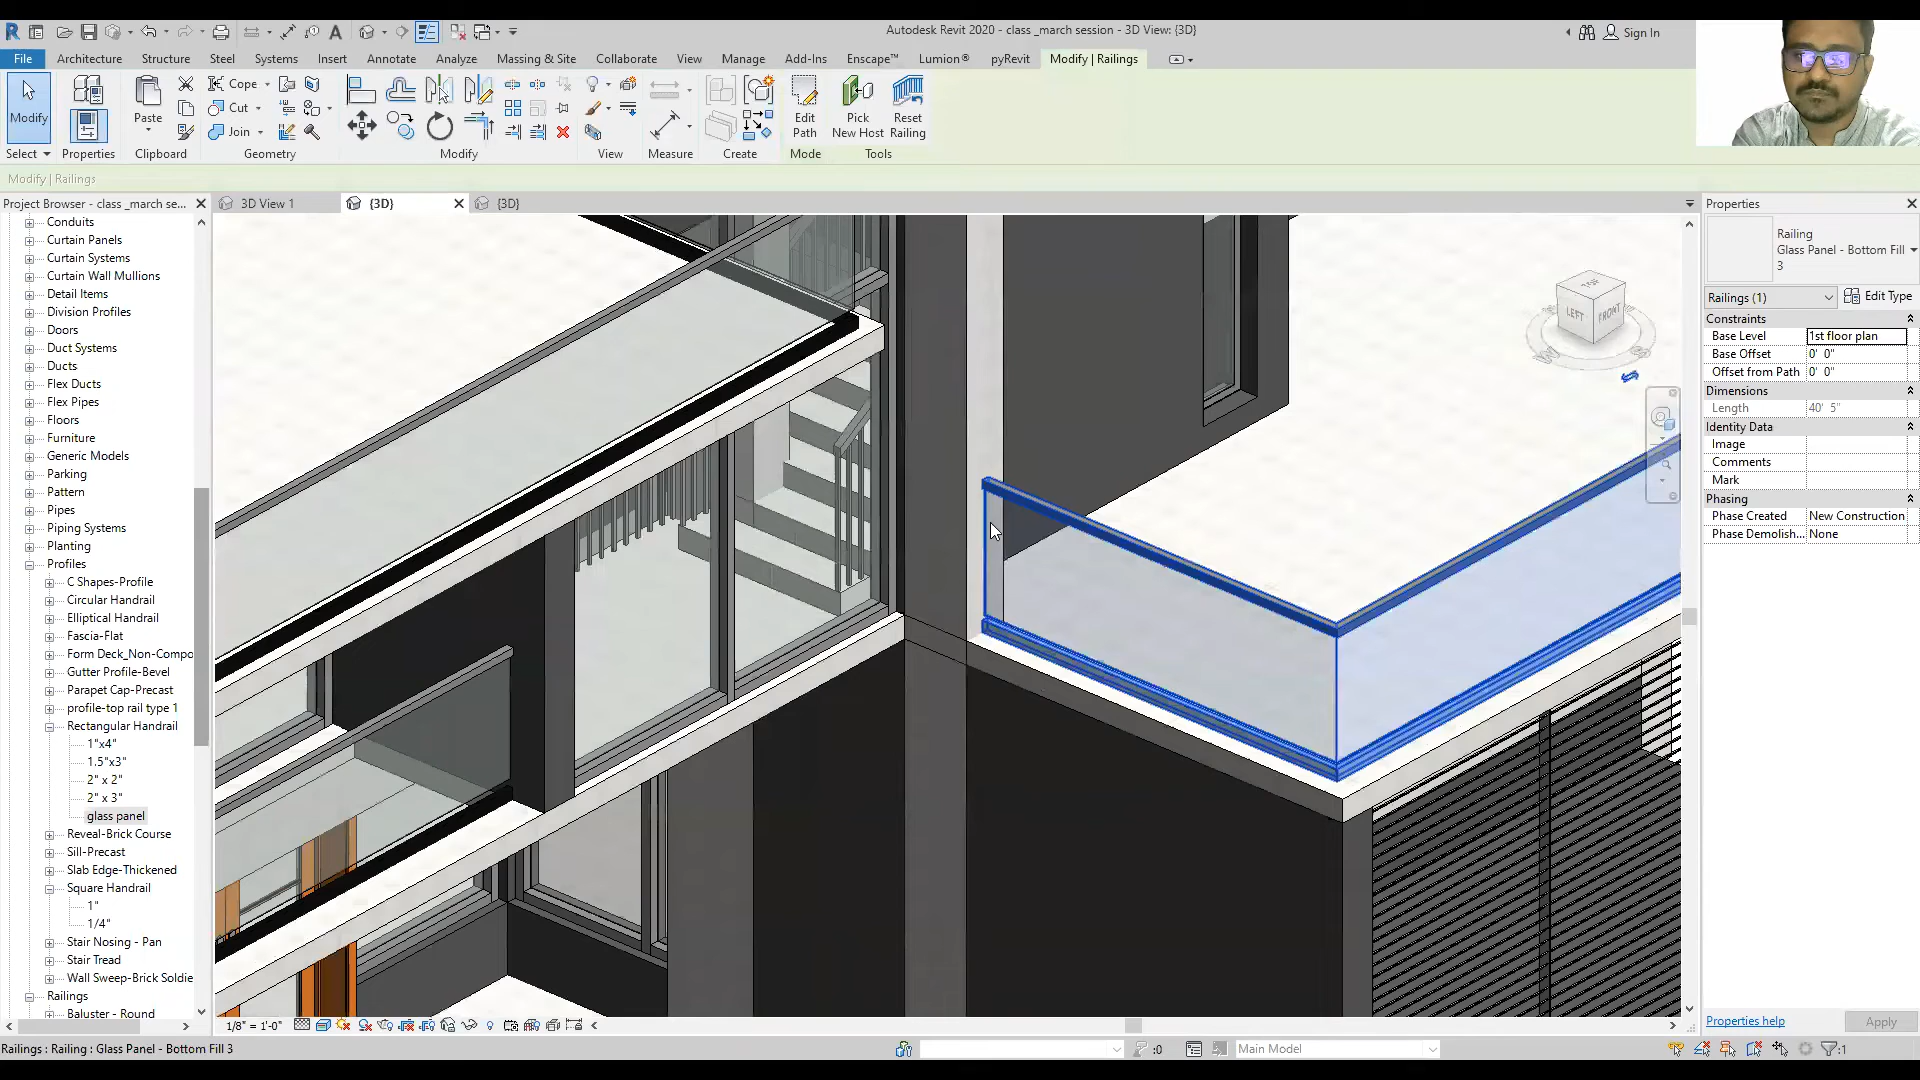 Autodesk Revit 2020 - class _march session - 3D View: {3D}
Sign In
File Architecture Structure Steel Systems Insert Annotate Analyze Massing & Site Collaborate View Manage Add-Ins Enscape™ Lumion® pyRevit Modify | Railings
Modify Paste Cope Cut Join Edit Path Pick New Host Reset Railing
Select Properties Clipboard Geometry Modify View Measure Create Mode Tools
Modify | Railings
Project Browser - class _march se...
3D View 1 {3D} {3D}
Conduits
Curtain Panels
Curtain Systems
Curtain Wall Mullions
Detail Items
Division Profiles
Doors
Duct Systems
Ducts
Flex Ducts
Flex Pipes
Floors
Furniture
Generic Models
Parking
Pattern
Pipes
Piping Systems
Planting
Profiles
C Shapes-Profile
Circular Handrail
Elliptical Handrail
Fascia-Flat
Form Deck_Non-Compo
Gutter Profile-Bevel
Parapet Cap-Precast
profile-top rail type 1
Rectangular Handrail
1"x4"
1.5"x3"
2" x 2"
2" x 3"
glass panel
Reveal-Brick Course
Sill-Precast
Slab Edge-Thickened
Square Handrail
1"
1/4"
Stair Nosing - Pan
Stair Tread
Wall Sweep-Brick Soldie
Railings
Baluster - Round
TOP
LEFT FRONT
W
Properties
Railing
Glass Panel - Bottom Fill
3
Railings (1) Edit Type
Constraints
Base Level 1st floor plan
Base Offset 0' 0"
Offset from Path 0' 0"
Dimensions
Length 40' 5"
Identity Data
Image
Comments
Mark
Phasing
Phase Created New Construction
Phase Demolish... None
Properties help Apply
1/8" = 1'-0"
Railings : Railing : Glass Panel - Bottom Fill 3
:0
Main Model
:1